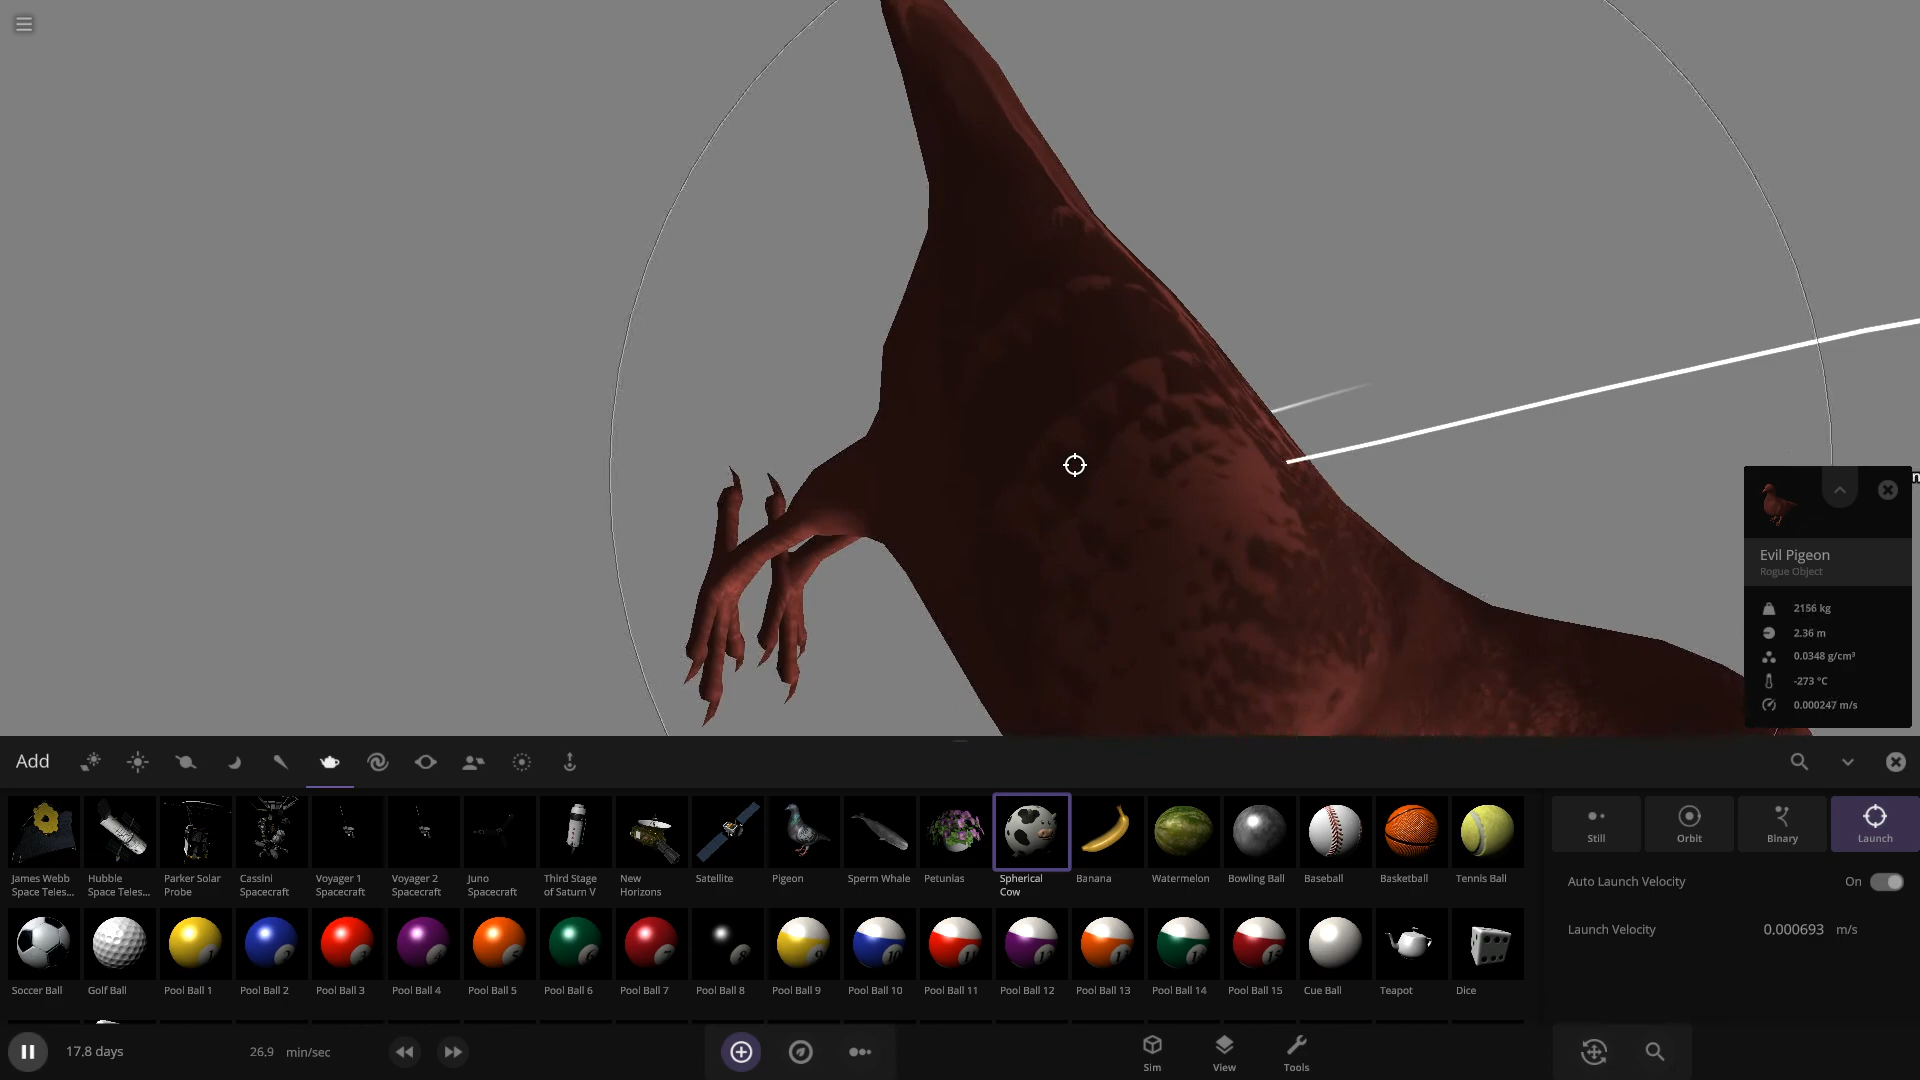 Evil Pigeon
Rogue Object
2156 kg
2.36 m
0.0348 g/cm³
-273 °C
0.000247 m/s
Add
James Webb
Space Teles...
Hubble
Space Teles...
Parker Solar
Probe
Cassini
Spacecraft
Voyager 1
Spacecraft
Voyager 2
Spacecraft
Juno
Spacecraft
Third Stage
of Saturn V
New
Horizons
Satellite
Pigeon
Sperm Whale
Petunias
Spherical
Cow
Banana
Watermelon
Bowling Ball
Baseball
Basketball
Tennis Ball
Still
Orbit
Binary
Launch
Auto Launch Velocity
On
Launch Velocity
0.000693 m/s
Soccer Ball
Golf Ball
Pool Ball 1
Pool Ball 2
Pool Ball 3
Pool Ball 4
Pool Ball 5
Pool Ball 6
Pool Ball 7
Pool Ball 8
Pool Ball 9
Pool Ball 10
Pool Ball 11
Pool Ball 12
Pool Ball 13
Pool Ball 14
Pool Ball 15
Cue Ball
Teapot
Dice
17.8 days
26.9 min/sec
Sim
View
Tools